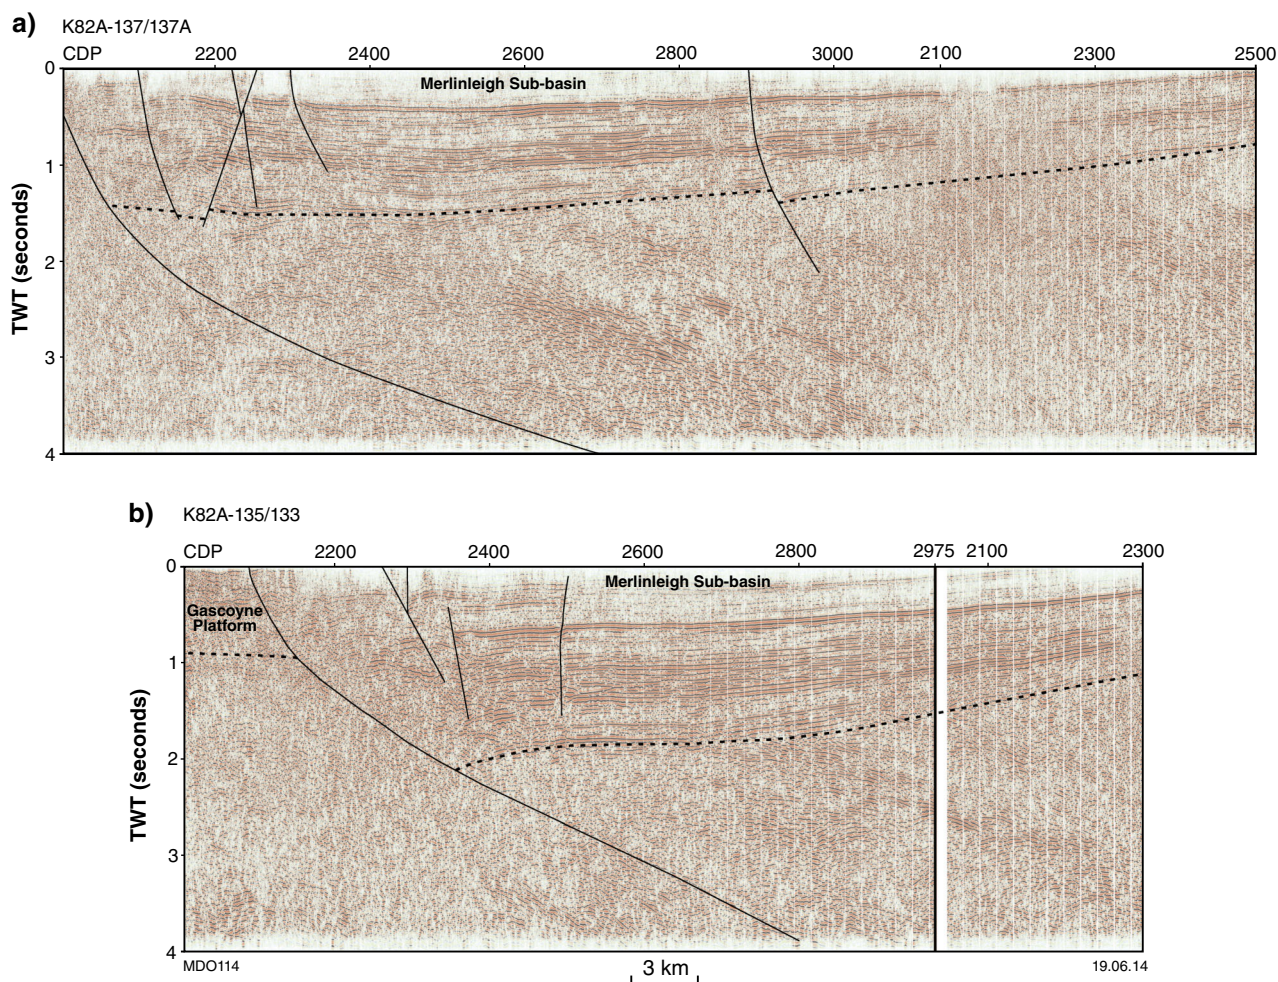 a) K82A-137/137A
CDP 2200 2400 2600 2800 3000 2100 2300 2500
Merlinleigh Sub-basin
0
1
2
3
4
TWT (seconds)
b) K82A-135/133
CDP 2200 2400 2600 2800 2975 2100 2300
Merlinleigh Sub-basin
Gascoyne
Platform
0
1
2
3
4
TWT (seconds)
MDO114 3 km 19.06.14